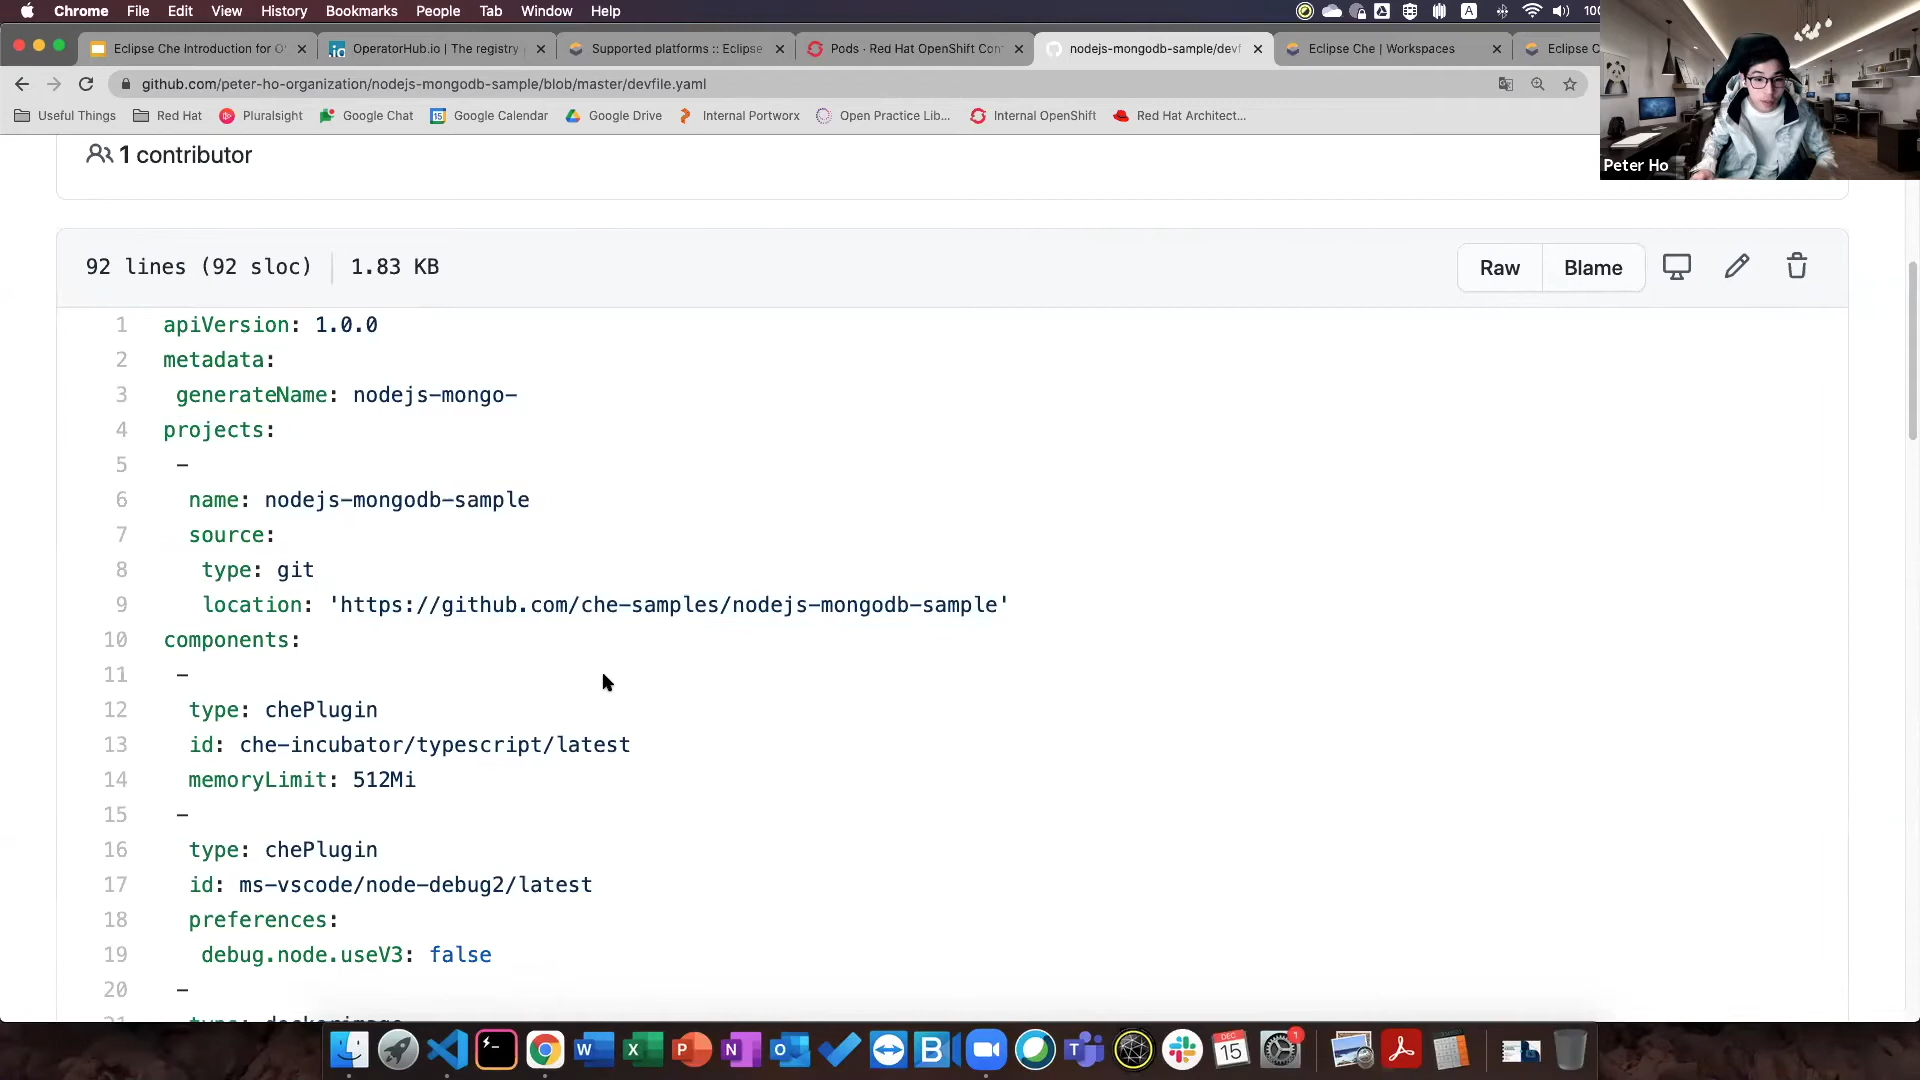 Chrome File Edit View History Bookmarks People Tab Window Help
Eclipse Che Introduction for O
OperatorHub.io | The registry
Supported platforms :: Eclipse
Pods · Red Hat OpenShift Con
nodejs-mongodb-sample/devf
Eclipse Che | Workspaces
Eclipse C
github.com/peter-ho-organization/nodejs-mongodb-sample/blob/master/devfile.yaml
Useful Things Red Hat Pluralsight Google Chat Google Calendar Google Drive Internal Portworx Open Practice Lib... Internal OpenShift Red Hat Architect...
Peter Ho
1 contributor
92 lines (92 sloc) 1.83 KB
Raw Blame
1 apiVersion: 1.0.0
2 metadata:
3 generateName: nodejs-mongo-
4 projects:
5 -
6 name: nodejs-mongodb-sample
7 source:
8 type: git
9 location: 'https://github.com/che-samples/nodejs-mongodb-sample'
10 components:
11 -
12 type: chePlugin
13 id: che-incubator/typescript/latest
14 memoryLimit: 512Mi
15 -
16 type: chePlugin
17 id: ms-vscode/node-debug2/latest
18 preferences:
19 debug.node.useV3: false
20 -
DEC
15
1